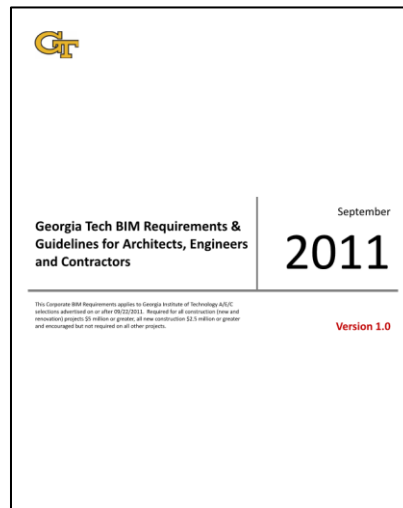 GT
September
Georgia Tech BIM Requirements &
Guidelines for Architects, Engineers
and Contractors
2011
This Corporate BIM Requirements applies to Georgia Institute of Technology A/E/C
selections advertised on or after 09/22/2011. Required for all construction (new and
renovation) projects $5 million or greater, all new construction $2.5 million or greater
and encouraged but not required on all other projects.
Version 1.0